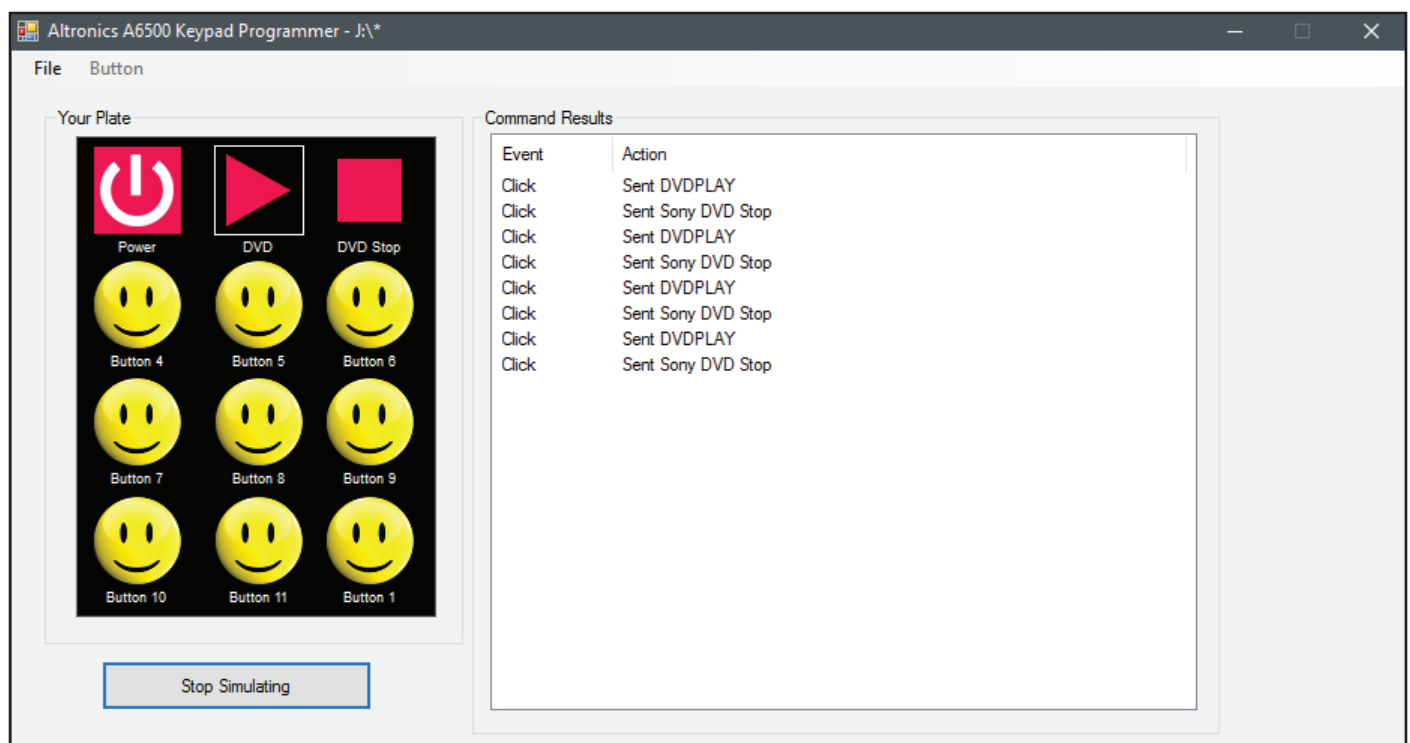 Altronics A6500 Keypad Programmer - J:\*
File Button
Your Plate
Power DVD DVD Stop
Button 4 Button 5 Button 6
Button 7 Button 8 Button 9
Button 10 Button 11 Button 1
Stop Simulating
Command Results
Event Action
Click Sent DVDPLAY
Click Sent Sony DVD Stop
Click Sent DVDPLAY
Click Sent Sony DVD Stop
Click Sent DVDPLAY
Click Sent Sony DVD Stop
Click Sent DVDPLAY
Click Sent Sony DVD Stop